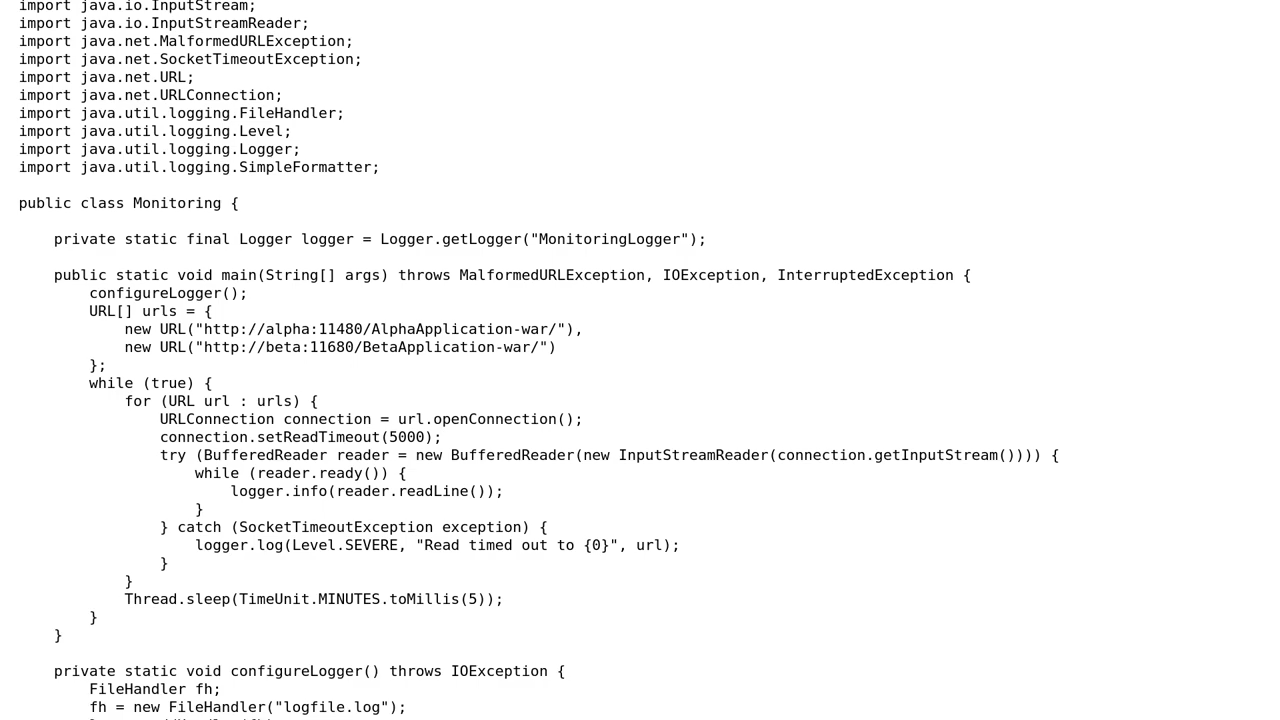 import java.io.InputStream;
import java.io.InputStreamReader;
import java.net.MalformedURLException;
import java.net.SocketTimeoutException;
import java.net.URL;
import java.net.URLConnection;
import java.util.logging.FileHandler;
import java.util.logging.Level;
import java.util.logging.Logger;
import java.util.logging.SimpleFormatter;

public class Monitoring {

    private static final Logger logger = Logger.getLogger("MonitoringLogger");

    public static void main(String[] args) throws MalformedURLException, IOException, InterruptedException {
        configureLogger();
        URL[] urls = {
            new URL("http://alpha:11480/AlphaApplication-war/"),
            new URL("http://beta:11680/BetaApplication-war/")
        };
        while (true) {
            for (URL url : urls) {
                URLConnection connection = url.openConnection();
                connection.setReadTimeout(5000);
                try (BufferedReader reader = new BufferedReader(new InputStreamReader(connection.getInputStream()))) {
                    while (reader.ready()) {
                        logger.info(reader.readLine());
                    }
                } catch (SocketTimeoutException exception) {
                    logger.log(Level.SEVERE, "Read timed out to {0}", url);
                }
            }
            Thread.sleep(TimeUnit.MINUTES.toMillis(5));
        }
    }

    private static void configureLogger() throws IOException {
        FileHandler fh;
        fh = new FileHandler("logfile.log");